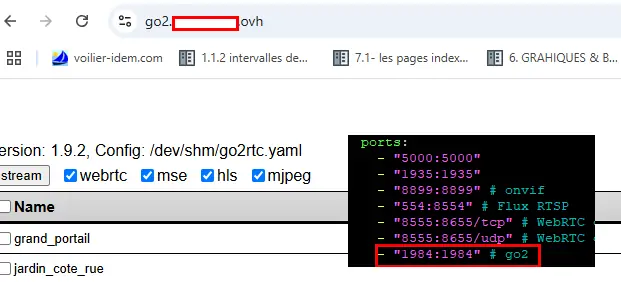 go2. .ovh
voilier-idem.com 1.1.2 intervalles de... 7.1- les pages index... 6. GRAHIQUES & B...
ersion: 1.9.2, Config: /dev/shm/go2rtc.yaml
stream webrtc mse hls mjpeg
Name
grand_portail
jardin_cote_rue
ports:
- "5000:5000"
- "1935:1935"
- "8899:8899" # onvif
- "554:8554" # Flux RTSP
- "8555:8655/tcp" # WebRTC
- "8555:8655/udp" # WebRTC
- "1984:1984" # go2